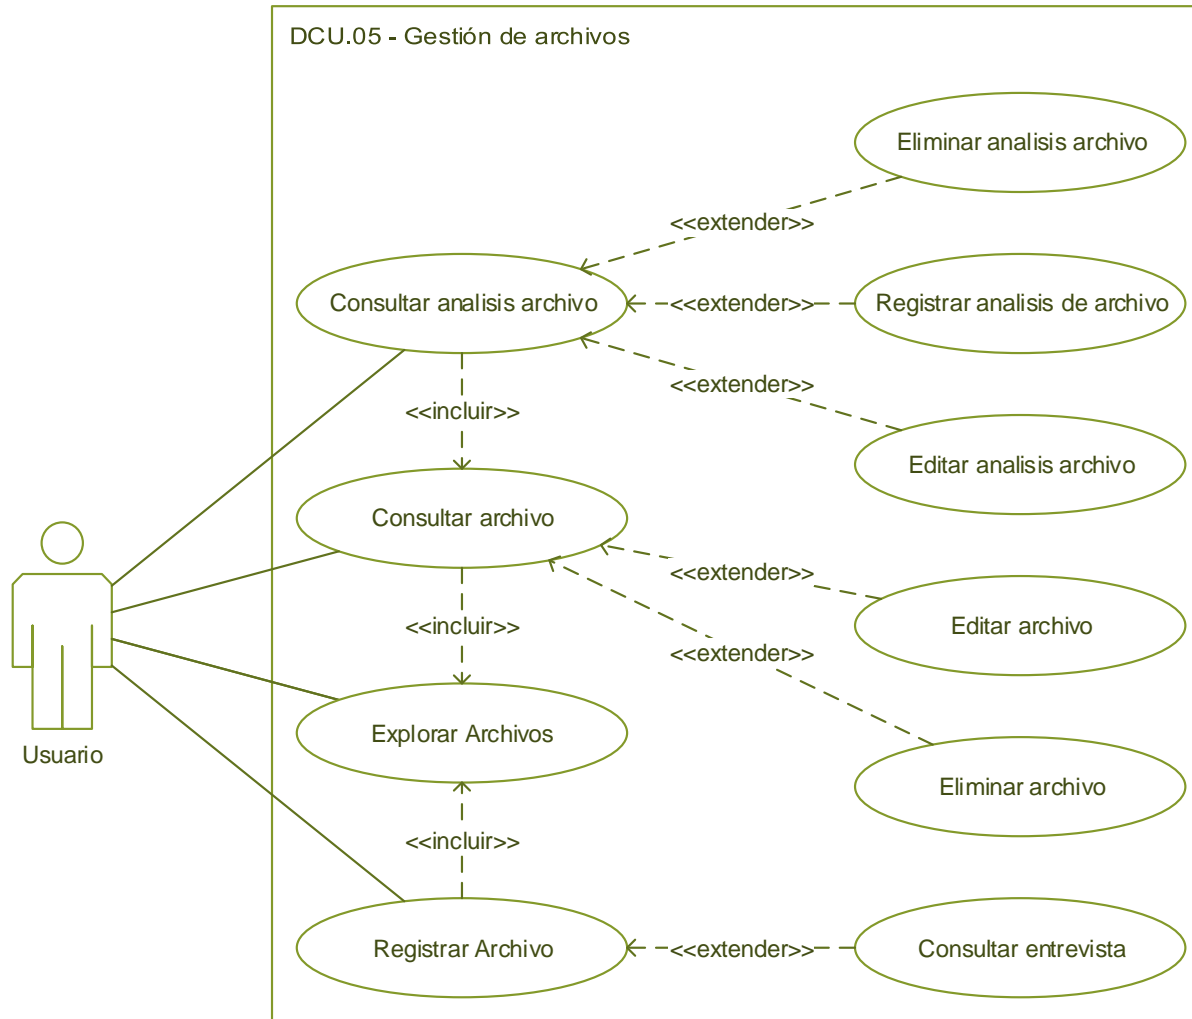 DCU.05 - Gestión de archivos
Eliminar analisis archivo
<<extender>>
Consultar analisis archivo
<<extender>>
Registrar analisis de archivo
<<extender>>
<<incluir>>
Editar analisis archivo
Consultar archivo
<<extender>>
<<incluir>>
Editar archivo
<<extender>>
Explorar Archivos
Usuario
Eliminar archivo
<<incluir>>
Registrar Archivo
<<extender>>
Consultar entrevista